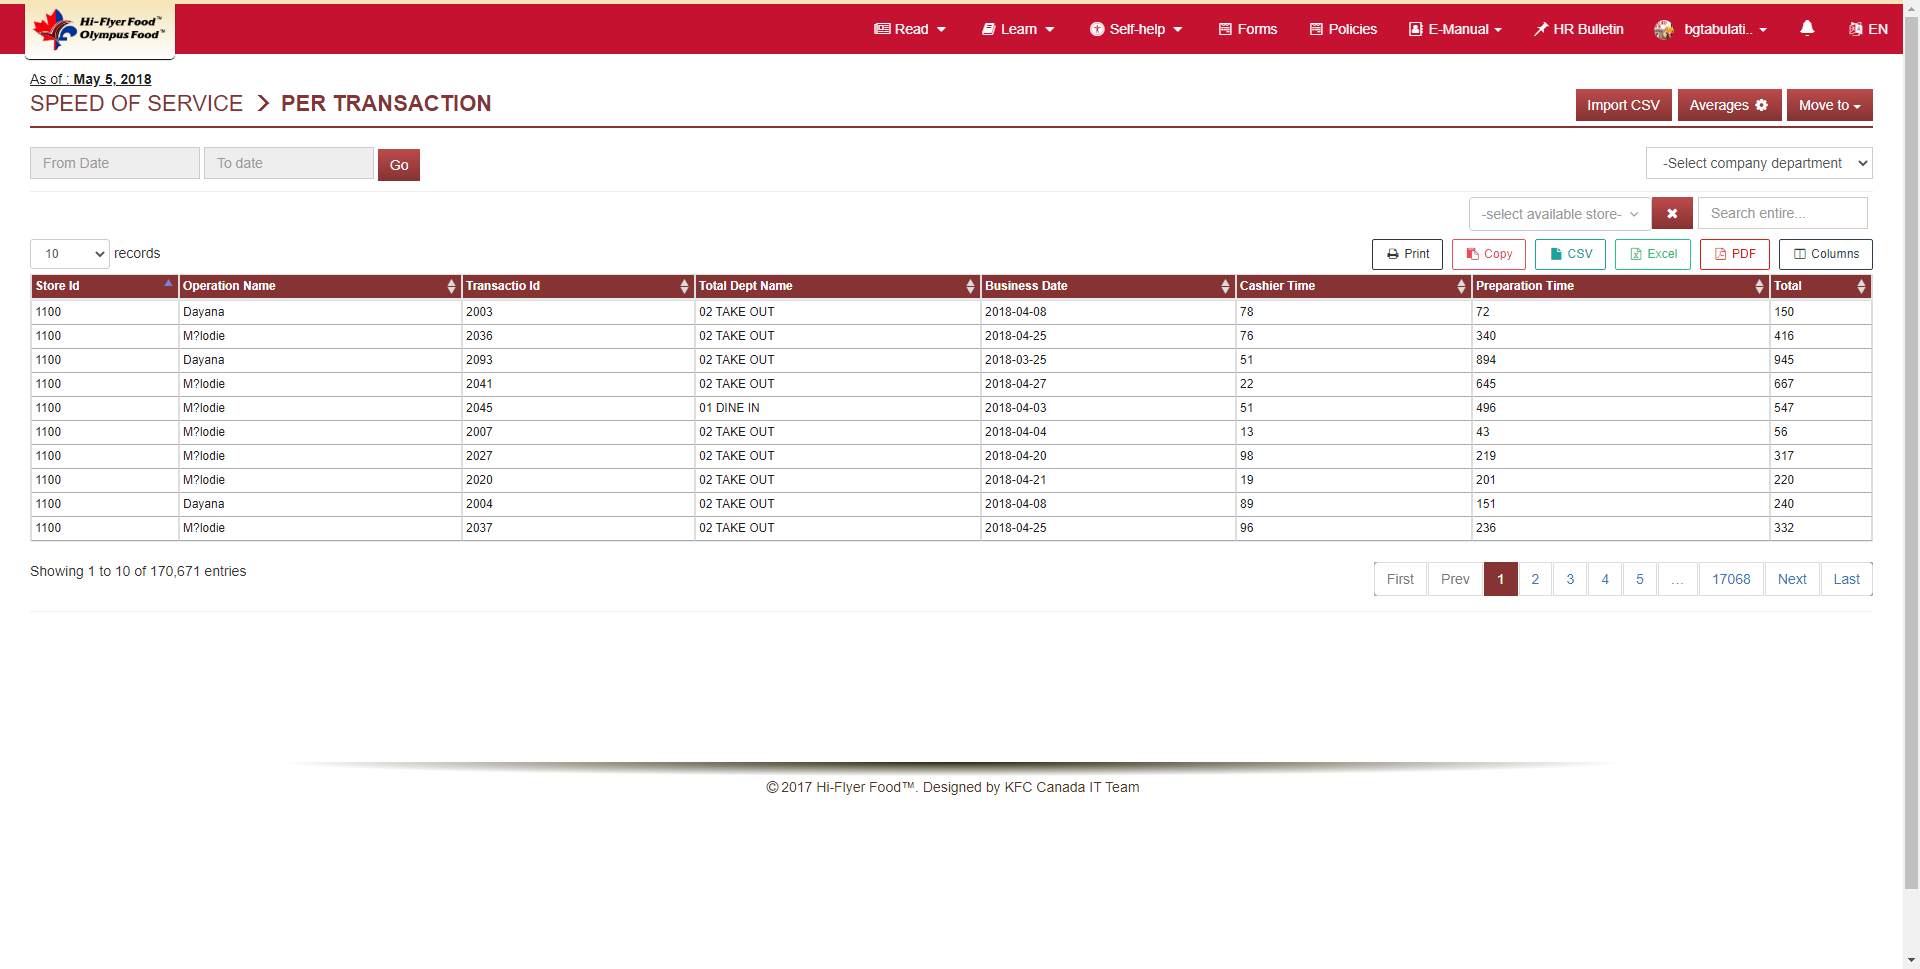 Hi-Flyer Food™
Olympus Food™
Read Learn Self-help Forms Policies E-Manual HR Bulletin bgtabulati.. EN
As of : May 5, 2018
SPEED OF SERVICE > PER TRANSACTION
Import CSV Averages Move to
From Date To date Go -Select company department
-select available store- Search entire...
10 records Print Copy CSV Excel PDF Columns
Store Id Operation Name Transactio Id Total Dept Name Business Date Cashier Time Preparation Time Total
1100 Dayana 2003 02 TAKE OUT 2018-04-08 78 72 150
1100 M?lodie 2036 02 TAKE OUT 2018-04-25 76 340 416
1100 Dayana 2093 02 TAKE OUT 2018-03-25 51 894 945
1100 M?lodie 2041 02 TAKE OUT 2018-04-27 22 645 667
1100 M?lodie 2045 01 DINE IN 2018-04-03 51 496 547
1100 M?lodie 2007 02 TAKE OUT 2018-04-04 13 43 56
1100 M?lodie 2027 02 TAKE OUT 2018-04-20 98 219 317
1100 M?lodie 2020 02 TAKE OUT 2018-04-21 19 201 220
1100 Dayana 2004 02 TAKE OUT 2018-04-08 89 151 240
1100 M?lodie 2037 02 TAKE OUT 2018-04-25 96 236 332
Showing 1 to 10 of 170,671 entries First Prev 1 2 3 4 5 ... 17068 Next Last
© 2017 Hi-Flyer Food™. Designed by KFC Canada IT Team